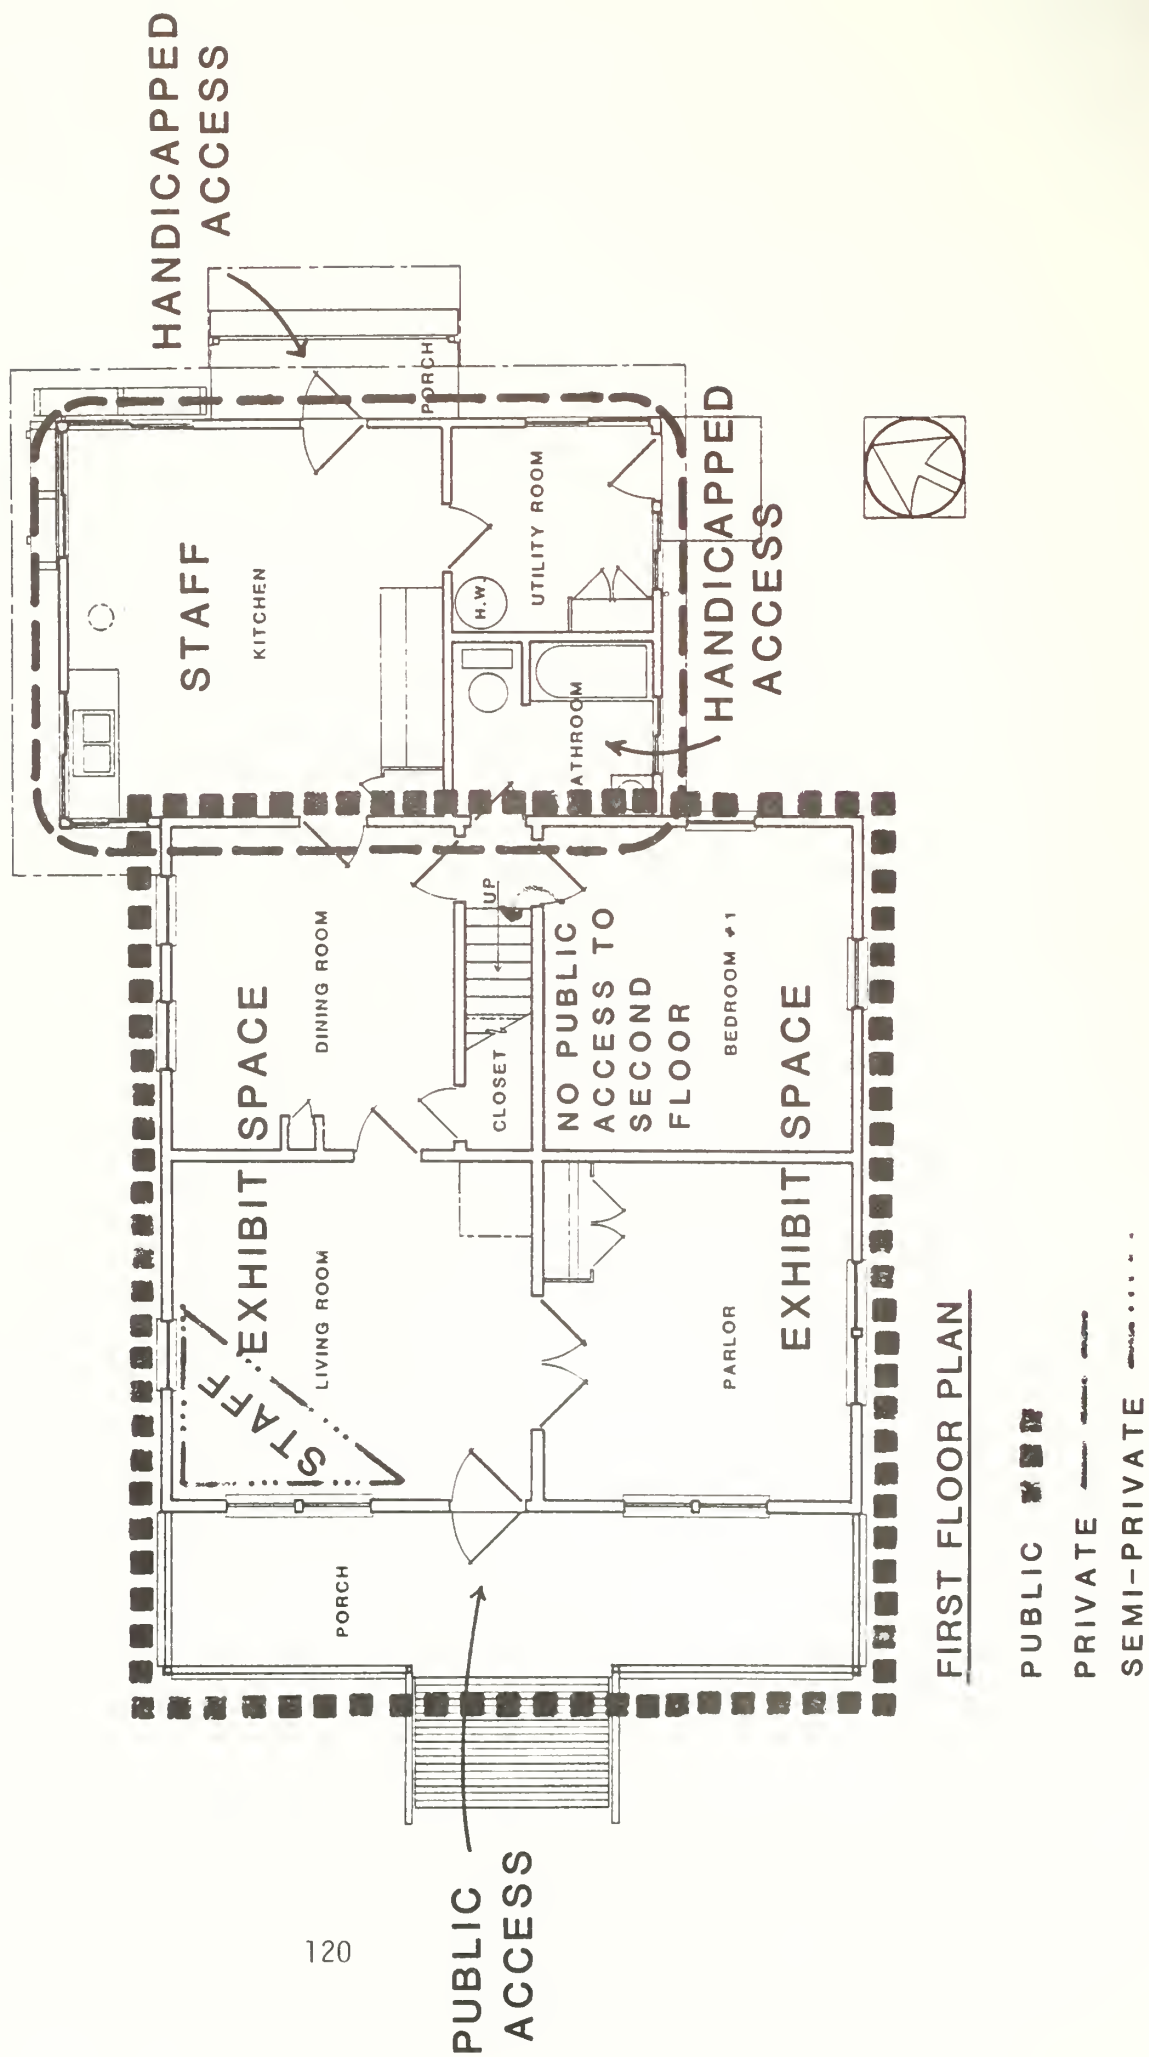 HANDICAPPED
ACCESS
PORCH
STAFF
KITCHEN
UTILITY ROOM
H.W.
HANDICAPPED
ACCESS
ATHROOM
UP
DINING ROOM
EXHIBIT SPACE
CLOSET
NO PUBLIC
ACCESS TO
SECOND
FLOOR
BEDROOM #1
EXHIBIT SPACE
LIVING ROOM
STAFF
PARLOR
PORCH
PUBLIC
ACCESS
FIRST FLOOR PLAN
PUBLIC
PRIVATE
SEMI-PRIVATE
120